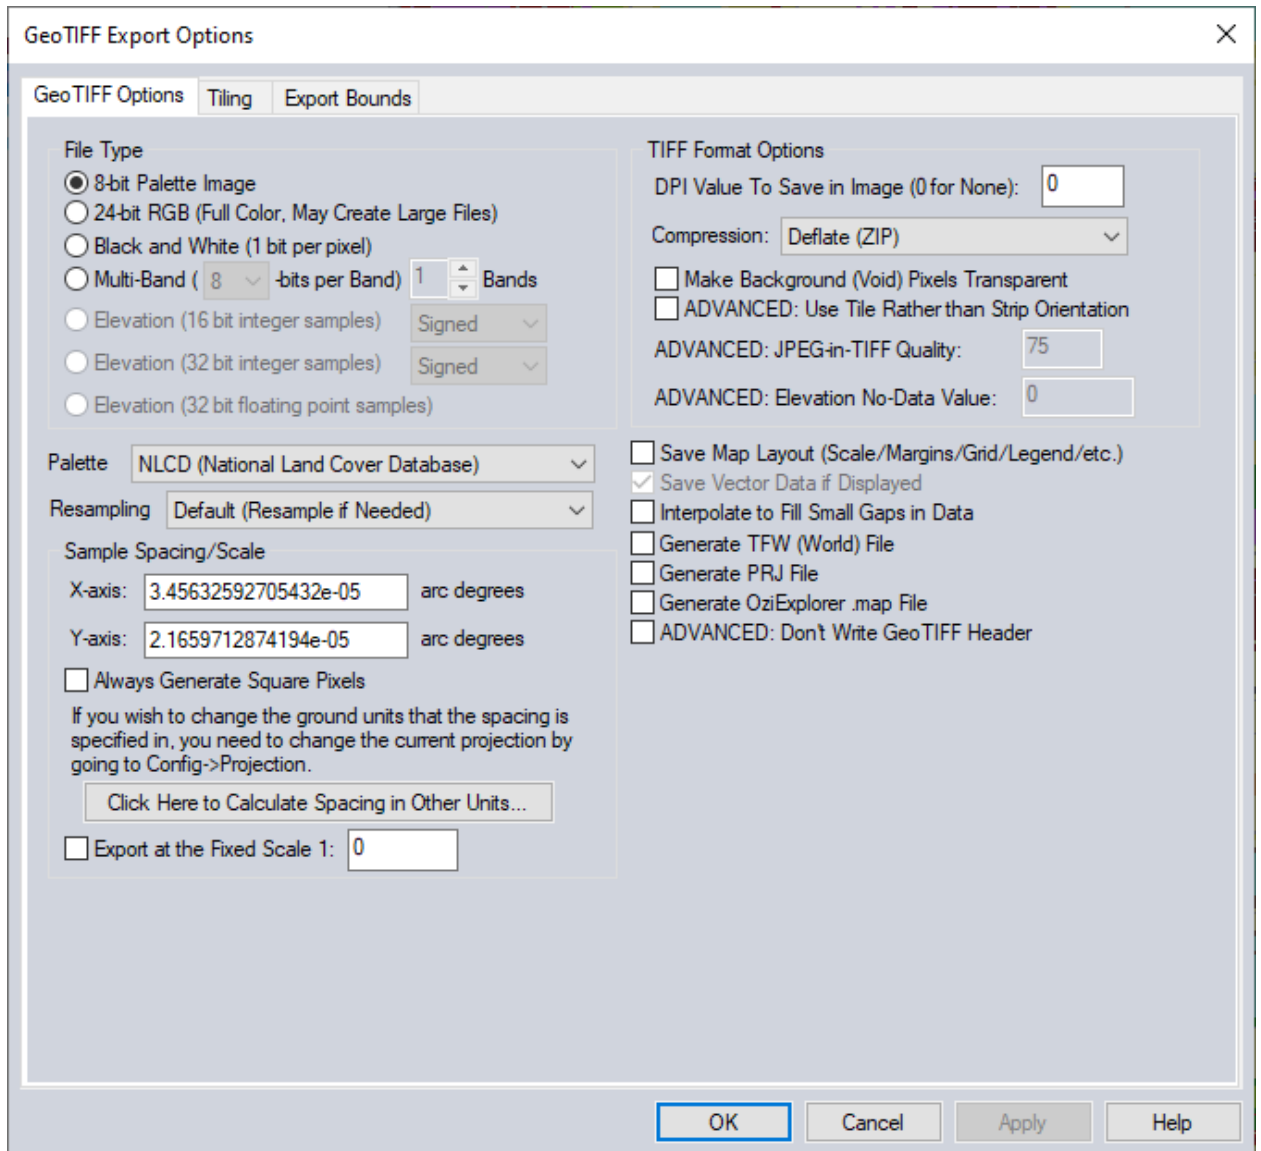 GeoTIFF Export Options
GeoTIFF Options Tiling Export Bounds
File Type
8-bit Palette Image
24-bit RGB (Full Color, May Create Large Files)
Black and White (1 bit per pixel)
Multi-Band ( 8 -bits per Band) 1 Bands
Elevation (16 bit integer samples) Signed
Elevation (32 bit integer samples) Signed
Elevation (32 bit floating point samples)
Palette NLCD (National Land Cover Database)
Resampling Default (Resample if Needed)
Sample Spacing/Scale
X-axis: 3.45632592705432e-05 arc degrees
Y-axis: 2.1659712874194e-05 arc degrees
Always Generate Square Pixels
If you wish to change the ground units that the spacing is
specified in, you need to change the current projection by
going to Config->Projection.
Click Here to Calculate Spacing in Other Units...
Export at the Fixed Scale 1: 0
TIFF Format Options
DPI Value To Save in Image (0 for None): 0
Compression: Deflate (ZIP)
Make Background (Void) Pixels Transparent
ADVANCED: Use Tile Rather than Strip Orientation
ADVANCED: JPEG-in-TIFF Quality: 75
ADVANCED: Elevation No-Data Value: 0
Save Map Layout (Scale/Margins/Grid/Legend/etc.)
Save Vector Data if Displayed
Interpolate to Fill Small Gaps in Data
Generate TFW (World) File
Generate PRJ File
Generate OziExplorer .map File
ADVANCED: Don't Write GeoTIFF Header
OK Cancel Apply Help